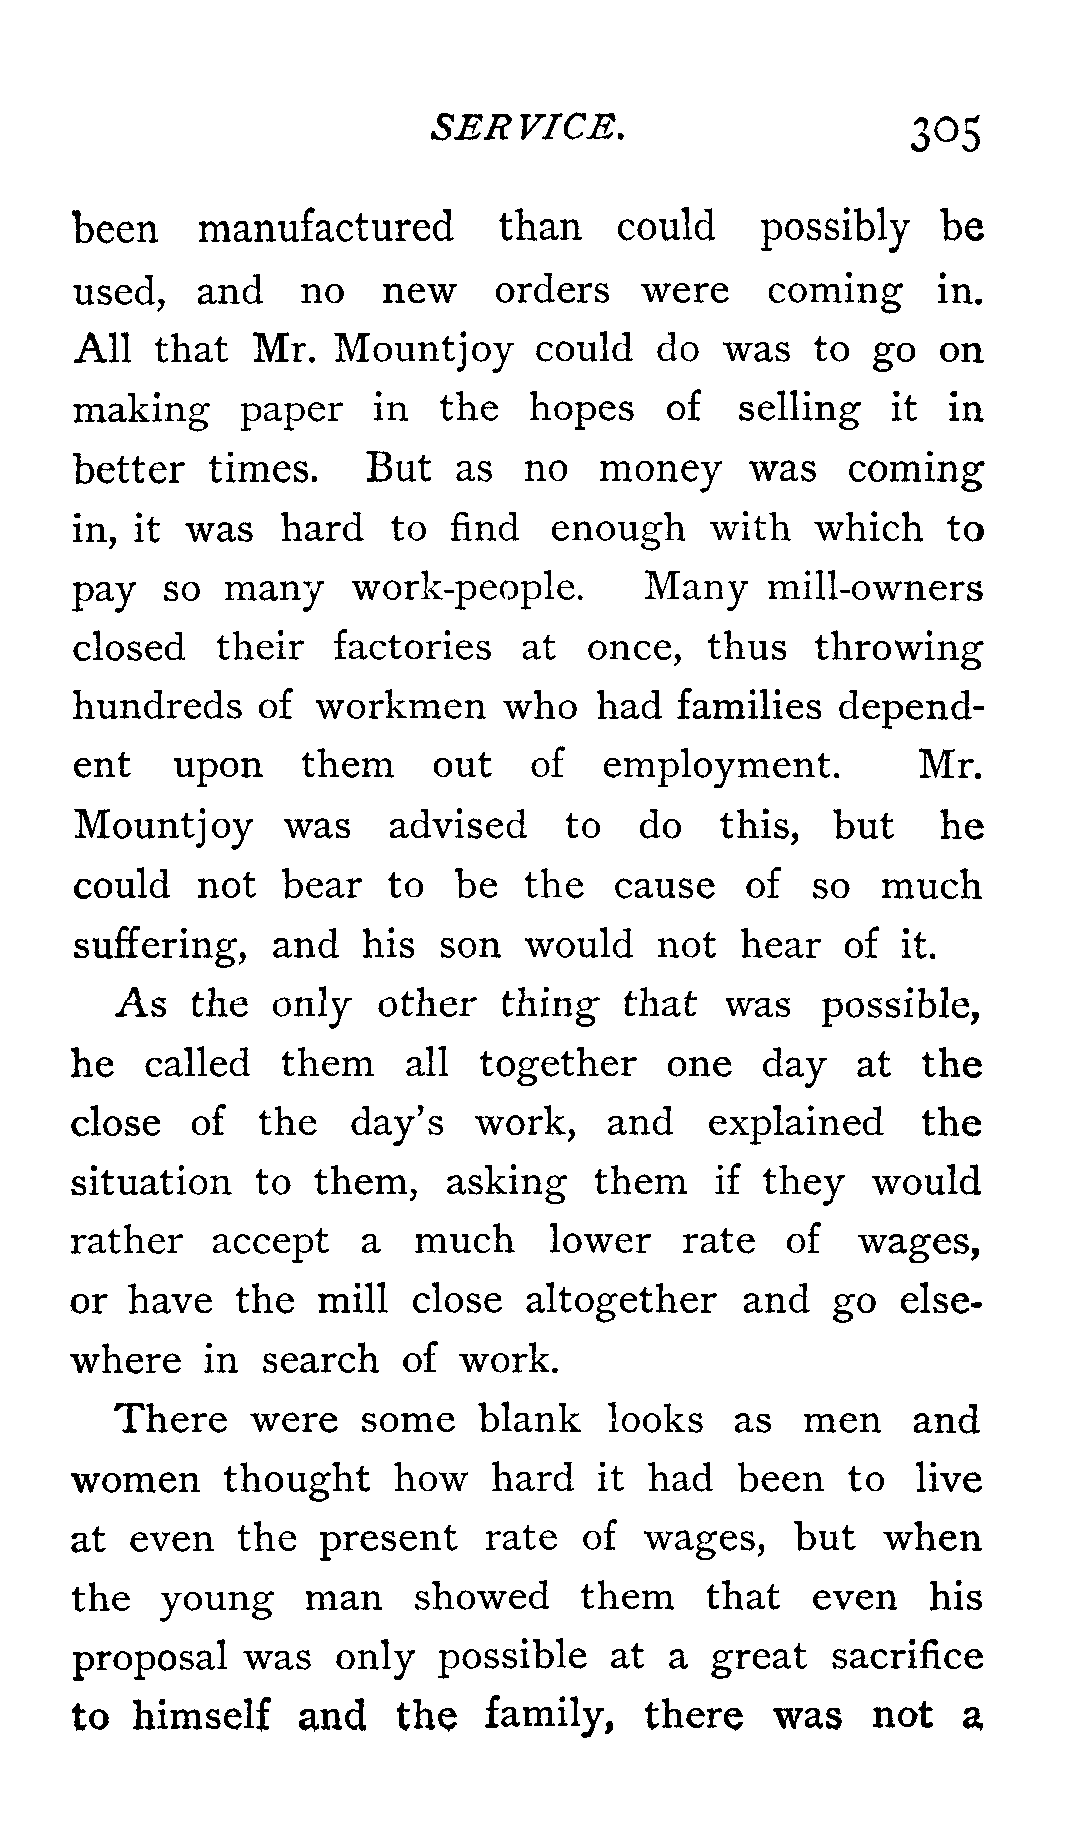 SERVICE. 305
been manufactured than could possibly be
used, and no new orders were coming in.
All that Mr. Mountjoy could do was to go on
making paper in the hopes of selling it in
better times. But as no money was coming
in, it was hard to find enough with which to
pay so many work-people. Many mill-owners
closed their factories at once, thus throwing
hundreds of workmen who had families depend-
ent upon them out of employment. Mr.
Mountjoy was advised to do this, but he
could not bear to be the cause of so much
suffering, and his son would not hear of it.
As the only other thing that was possible,
he called them all together one day at the
close of the day's work, and explained the
situation to them, asking them if they would
rather accept a much lower rate of wages,
or have the mill close altogether and go else-
where in search of work.
There were some blank looks as men and
women thought how hard it had been to live
at even the present rate of wages, but when
the young man showed them that even his
proposal was only possible at a great sacrifice
to himself and the family, there was not a